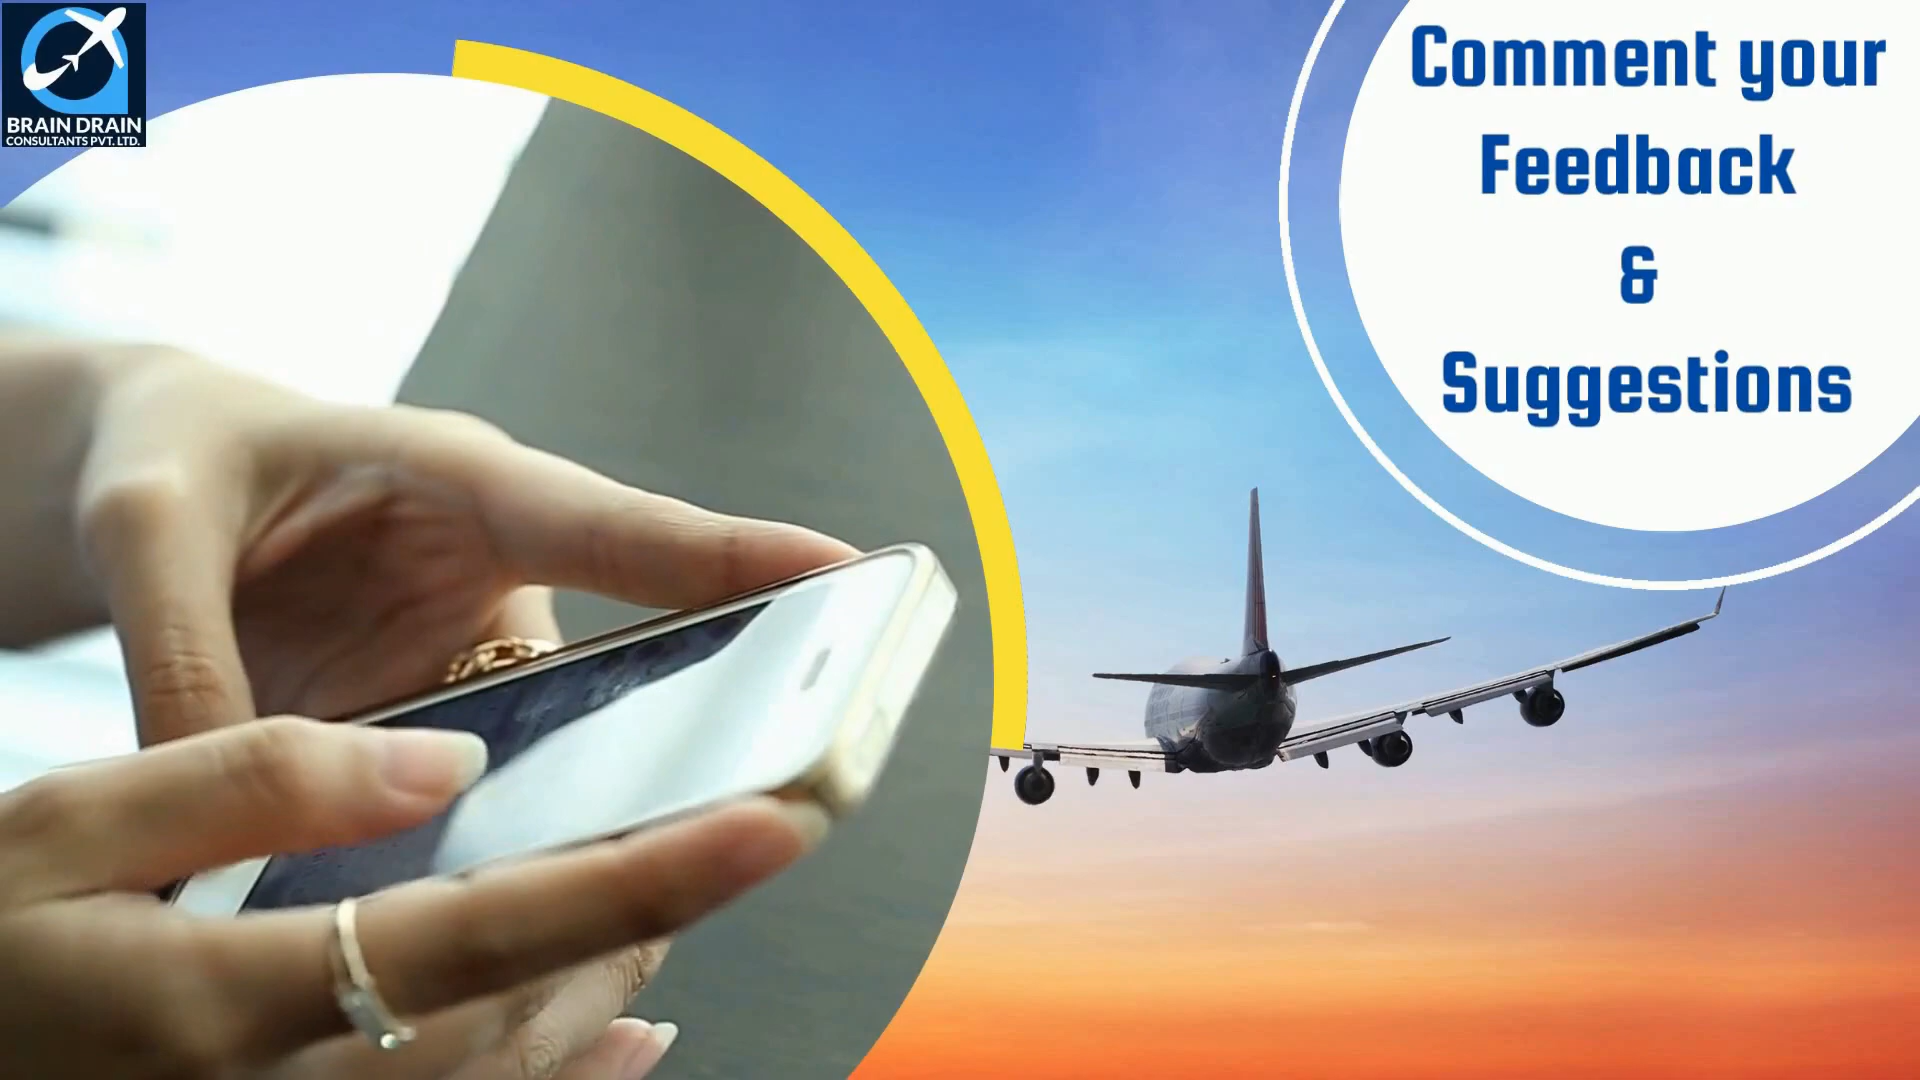 BRAIN DRAIN
CONSULTANTS PVT. LTD.
Comment your
Feedback
&
Suggestions